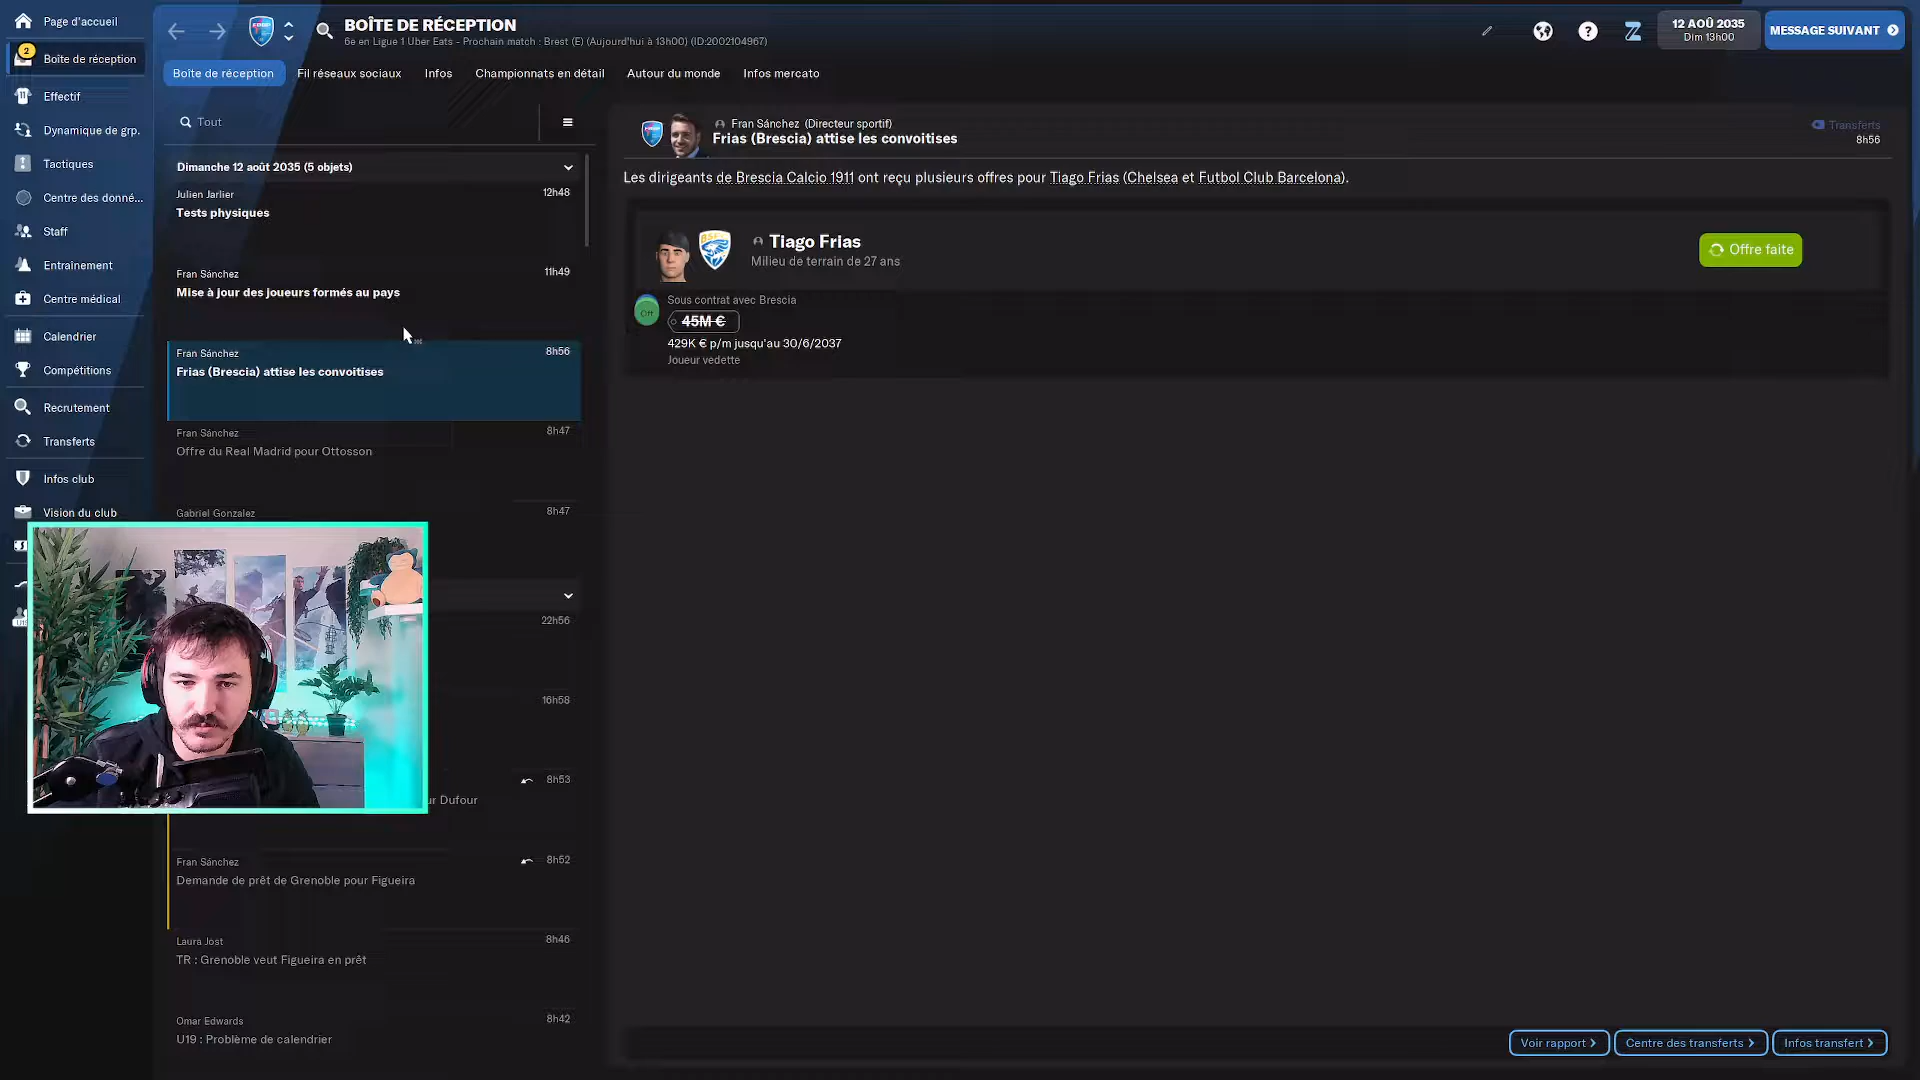 Page d'accueil
2
Boîte de réception
Effectif
Dynamique de grp.
Tactiques
Centre des donné...
Staff
Entraînement
Centre médical
Calendrier
Compétitions
Recrutement
Transferts
Infos club
Vision du club
BOÎTE DE RÉCEPTION
6e en Ligue 1 Uber Eats - Prochain match : Brest (E) (Aujourd'hui à 13h00) (ID:2002104967)
12 AOÛ 2035
Dim 13h00
MESSAGE SUIVANT
Boîte de réception
Fil réseaux sociaux
Infos
Championnats en détail
Autour du monde
Infos mercato
Tout
Dimanche 12 août 2035 (5 objets)
Julien Jarlier
12h48
Tests physiques
Fran Sánchez
11h49
Mise à jour des joueurs formés au pays
Fran Sánchez
8h56
Frias (Brescia) attise les convoitises
Fran Sánchez
8h47
Offre du Real Madrid pour Ottosson
Gabriel Gonzalez
8h47
22h56
16h58
8h53
ur Dufour
Fran Sánchez
8h52
Demande de prêt de Grenoble pour Figueira
Laura Jost
8h46
TR : Grenoble veut Figueira en prêt
Omar Edwards
8h42
U19 : Problème de calendrier
Fran Sánchez (Directeur sportif)
Frias (Brescia) attise les convoitises
Transferts
8h56
Les dirigeants de Brescia Calcio 1911 ont reçu plusieurs offres pour Tiago Frias (Chelsea et Futbol Club Barcelona).
Tiago Frias
Milieu de terrain de 27 ans
Offre faite
Sous contrat avec Brescia
Off
45M €
429K € p/m jusqu'au 30/6/2037
Joueur vedette
Voir rapport
Centre des transferts
Infos transfert